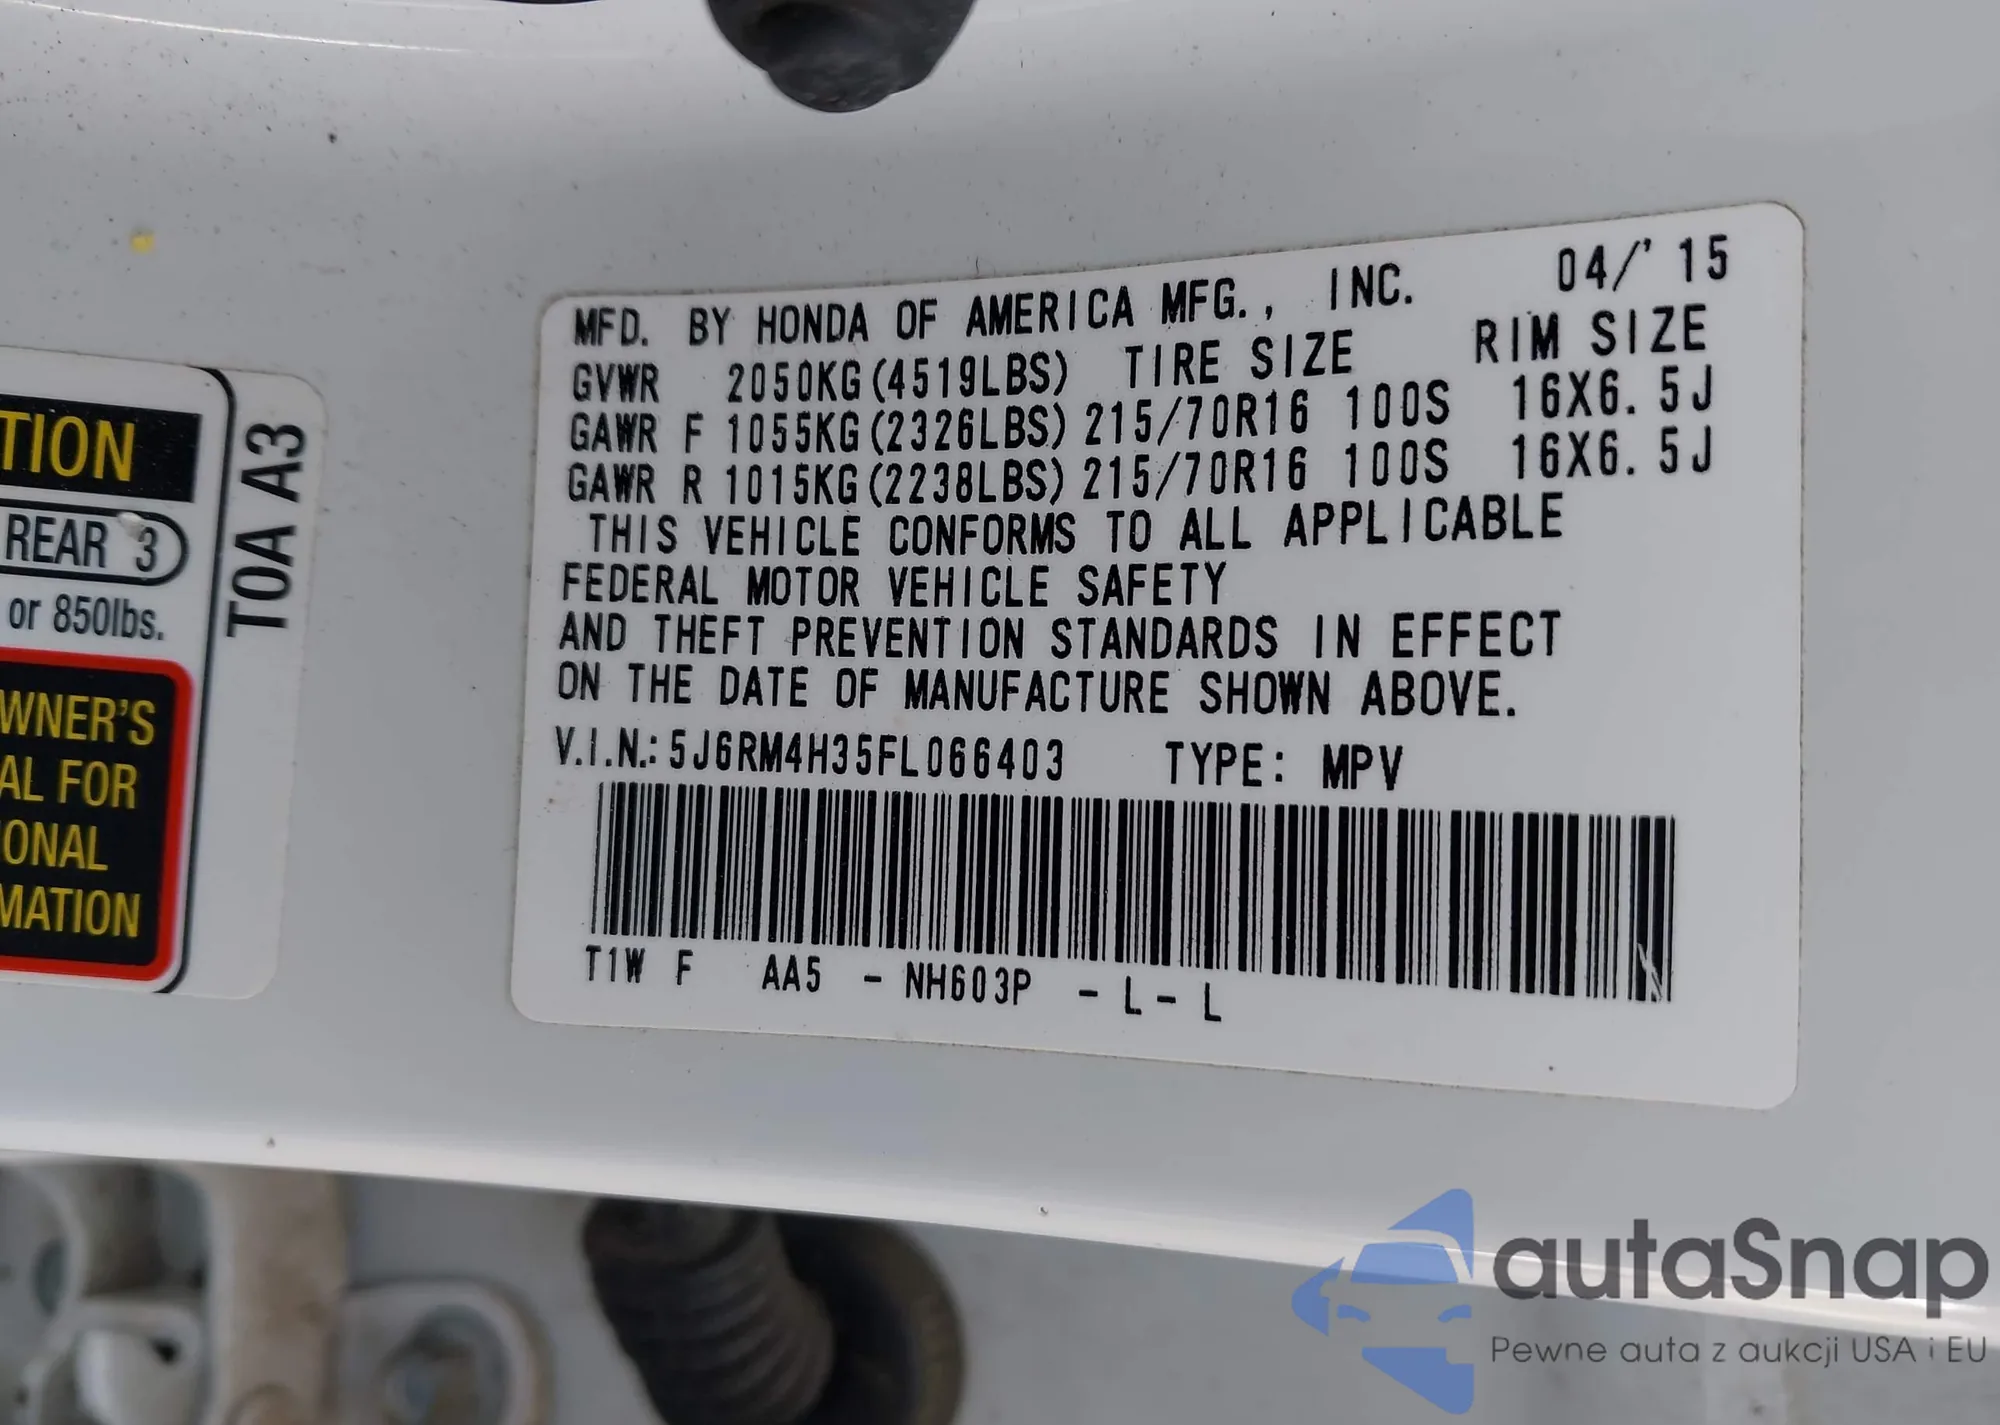 TION
REAR 3
or 850lbs.
WNER'S
AL FOR
IONAL
MATION
T0A A3
MFD. BY HONDA OF AMERICA MFG., INC. 04/'15
GVWR 2050KG(4519LBS) TIRE SIZE RIM SIZE
GAWR F 1055KG(2326LBS) 215/70R16 100S 16X6.5J
GAWR R 1015KG(2238LBS) 215/70R16 100S 16X6.5J
THIS VEHICLE CONFORMS TO ALL APPLICABLE
FEDERAL MOTOR VEHICLE SAFETY
AND THEFT PREVENTION STANDARDS IN EFFECT
ON THE DATE OF MANUFACTURE SHOWN ABOVE.
V.I.N.: 5J6RM4H35FL066403 TYPE: MPV
T1W F AA5 - NH603P - L - L
autaSnap
Pewne auta z aukcji USA i EU